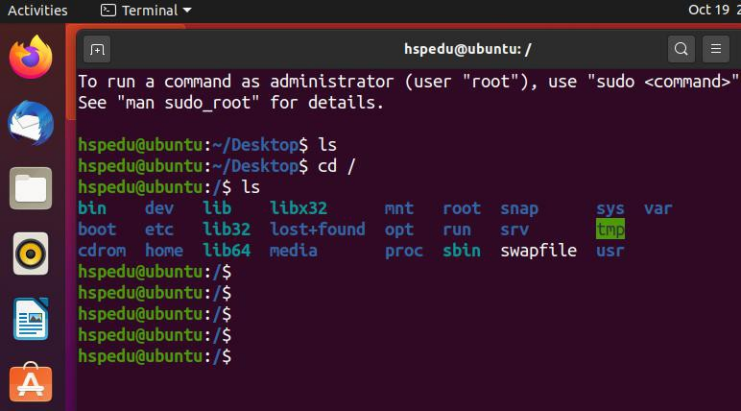 Activities Terminal Oct 19 2
hspedu@ubuntu: /
To run a command as administrator (user "root"), use "sudo <command>"
See "man sudo_root" for details.
hspedu@ubuntu:~/Desktop$ ls
hspedu@ubuntu:~/Desktop$ cd /
hspedu@ubuntu:/$ ls
bin dev lib libx32 mnt root snap sys var
boot etc lib32 lost+found opt run srv tmp
cdrom home lib64 media proc sbin swapfile usr
hspedu@ubuntu:/$
hspedu@ubuntu:/$
hspedu@ubuntu:/$
hspedu@ubuntu:/$
hspedu@ubuntu:/$